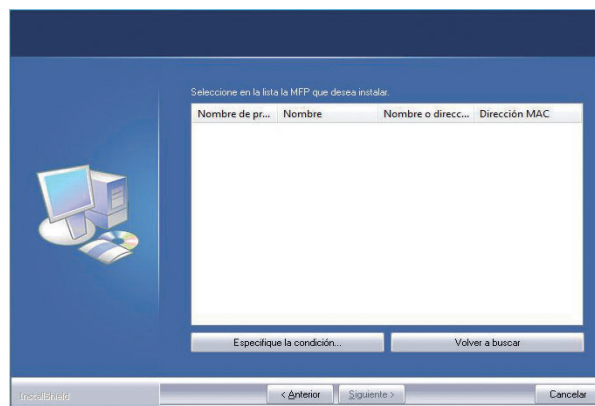 Seleccione en la lista la MFP que desea instalar.
Nombre de pr... Nombre Nombre o direcc... Dirección MAC
Especifique la condición... Volver a buscar
InstallShield < Anterior Siguiente > Cancelar